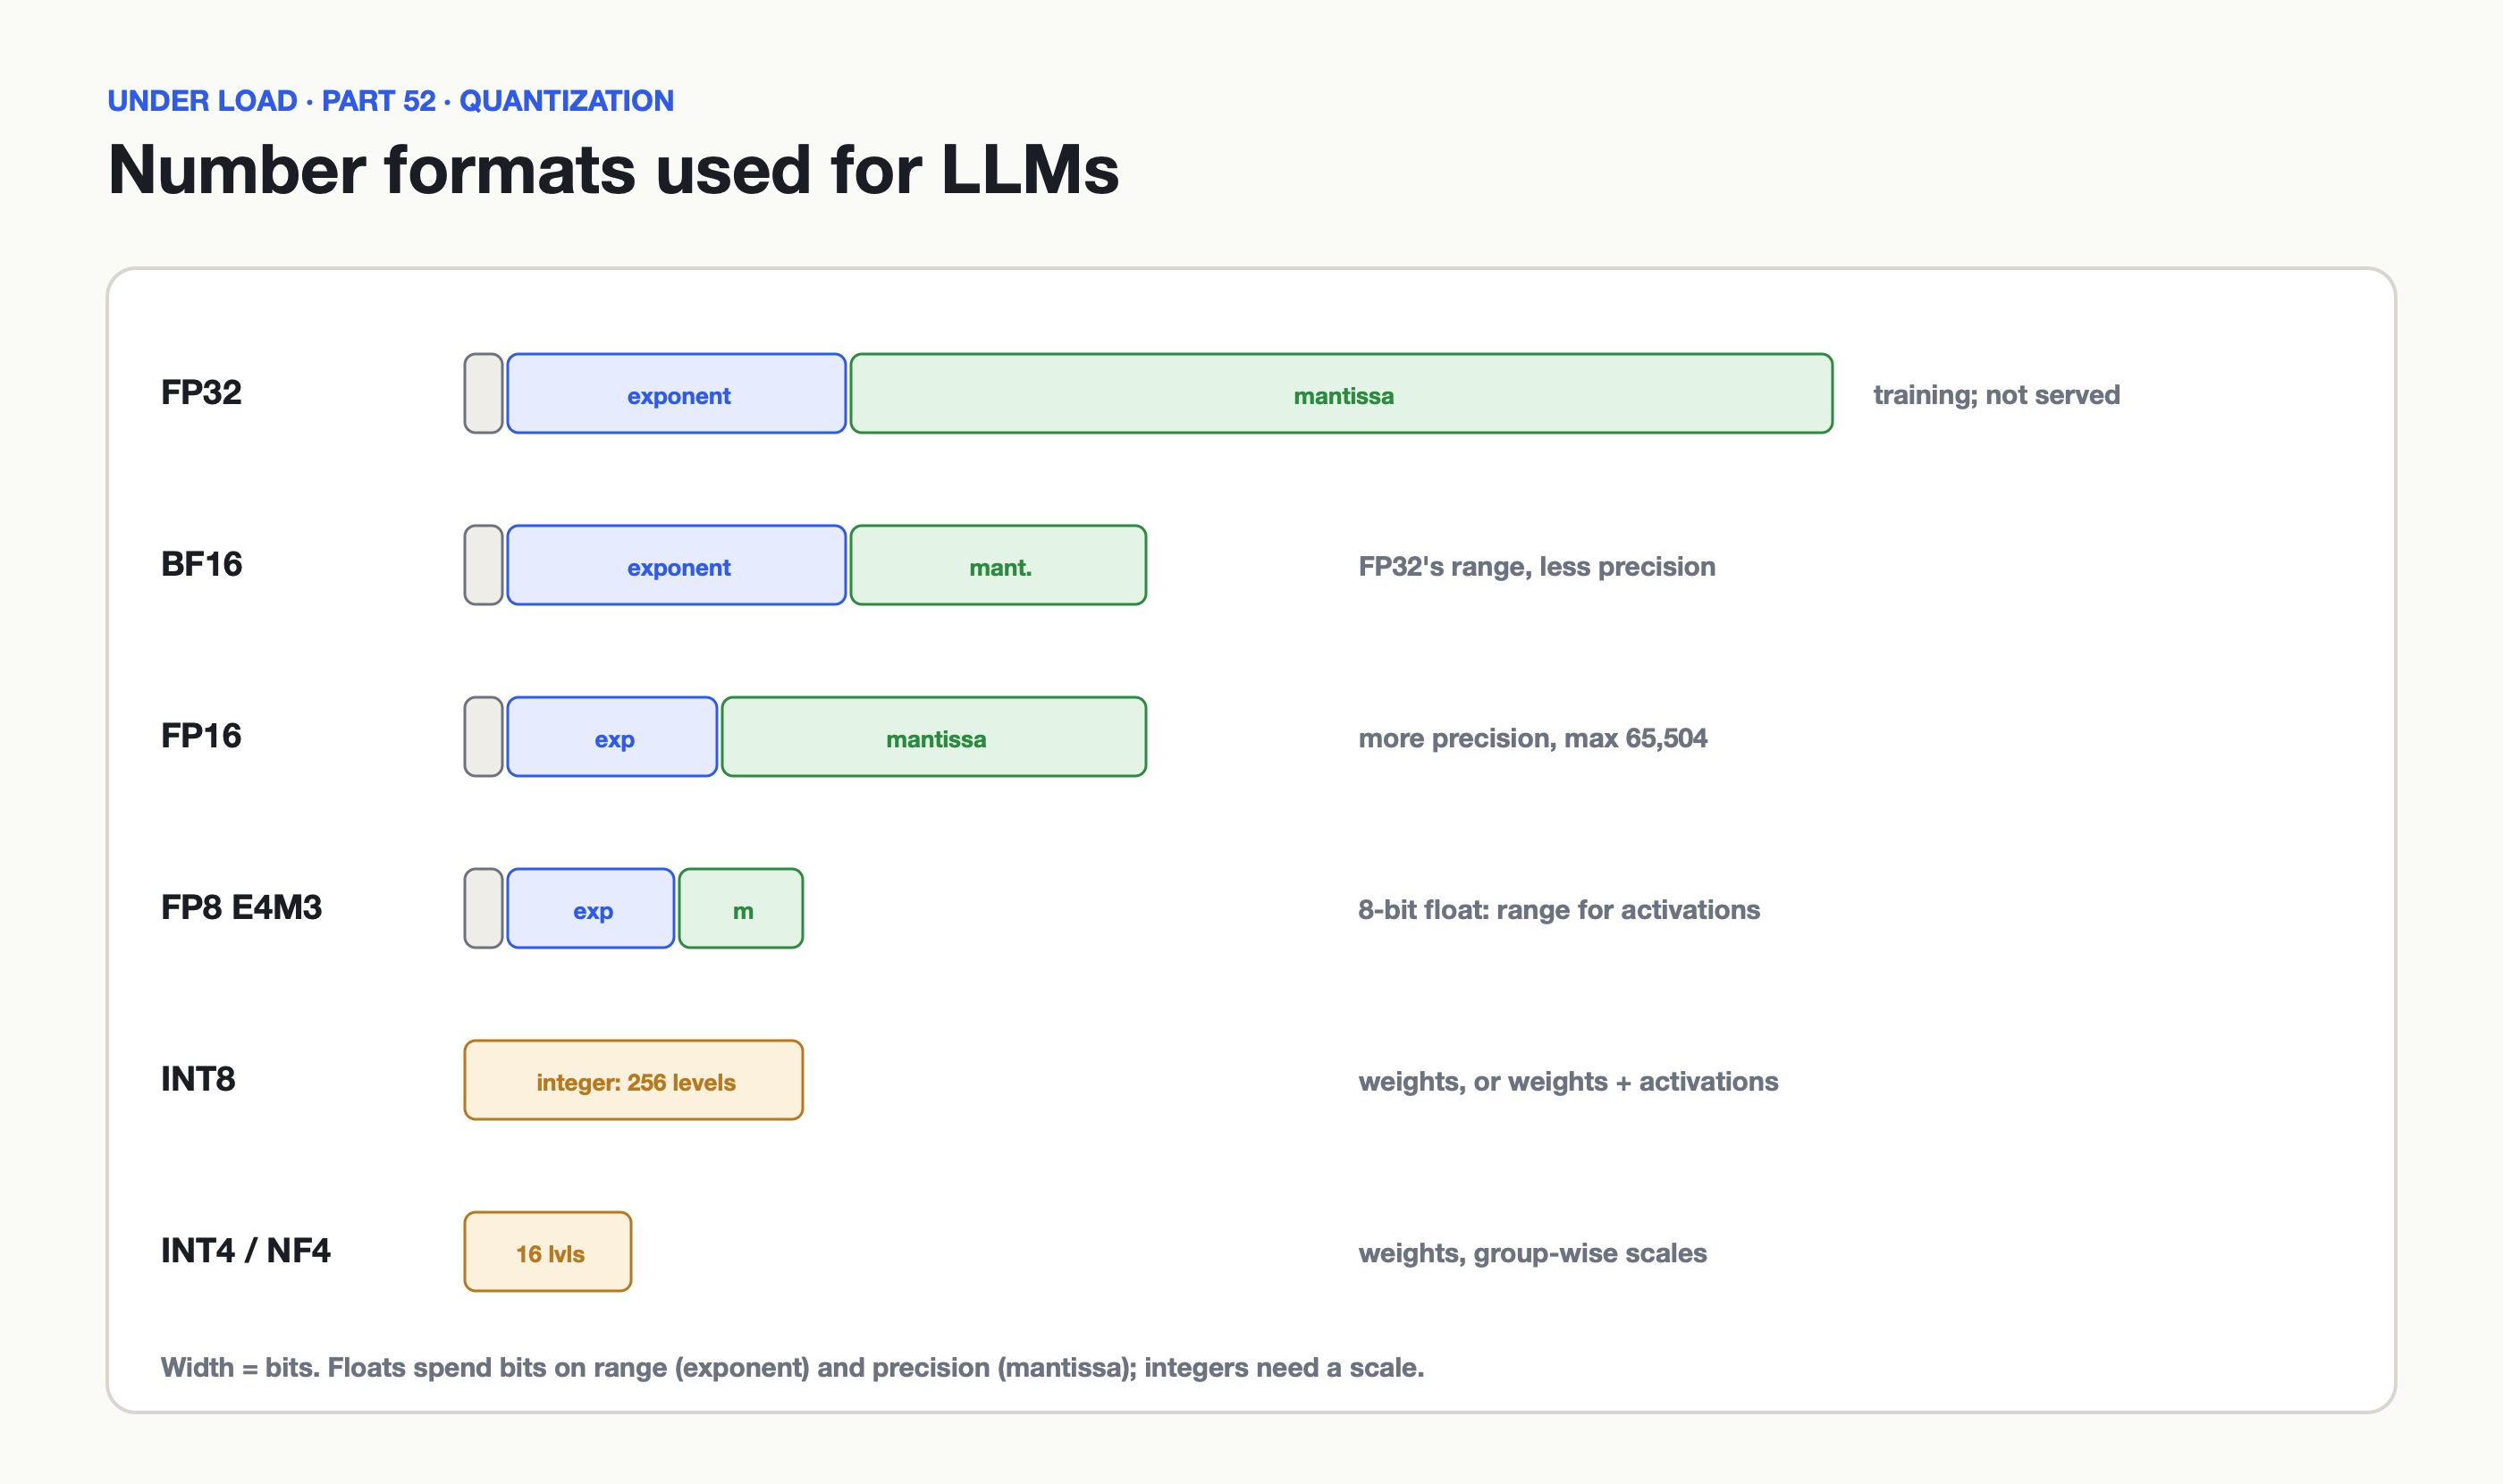 UNDER LOAD · PART 52 · QUANTIZATION
Number formats used for LLMs
FP32 exponent mantissa training; not served
BF16 exponent mant. FP32's range, less precision
FP16 exp mantissa more precision, max 65,504
FP8 E4M3 exp m 8-bit float: range for activations
INT8 integer: 256 levels weights, or weights + activations
INT4 / NF4 16 lvls weights, group-wise scales
Width = bits. Floats spend bits on range (exponent) and precision (mantissa); integers need a scale.